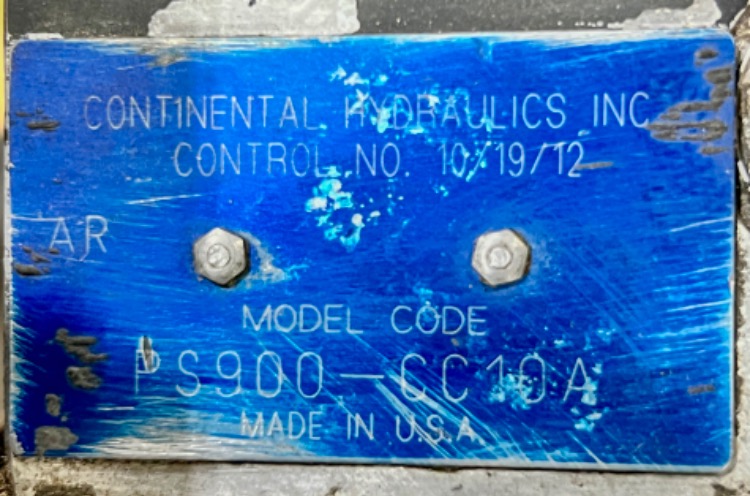 CONTINENTAL HYDRAULICS INC
CONTROL NO. 10/19/12
AR
MODEL CODE
PS900-CC10A
MADE IN U.S.A.